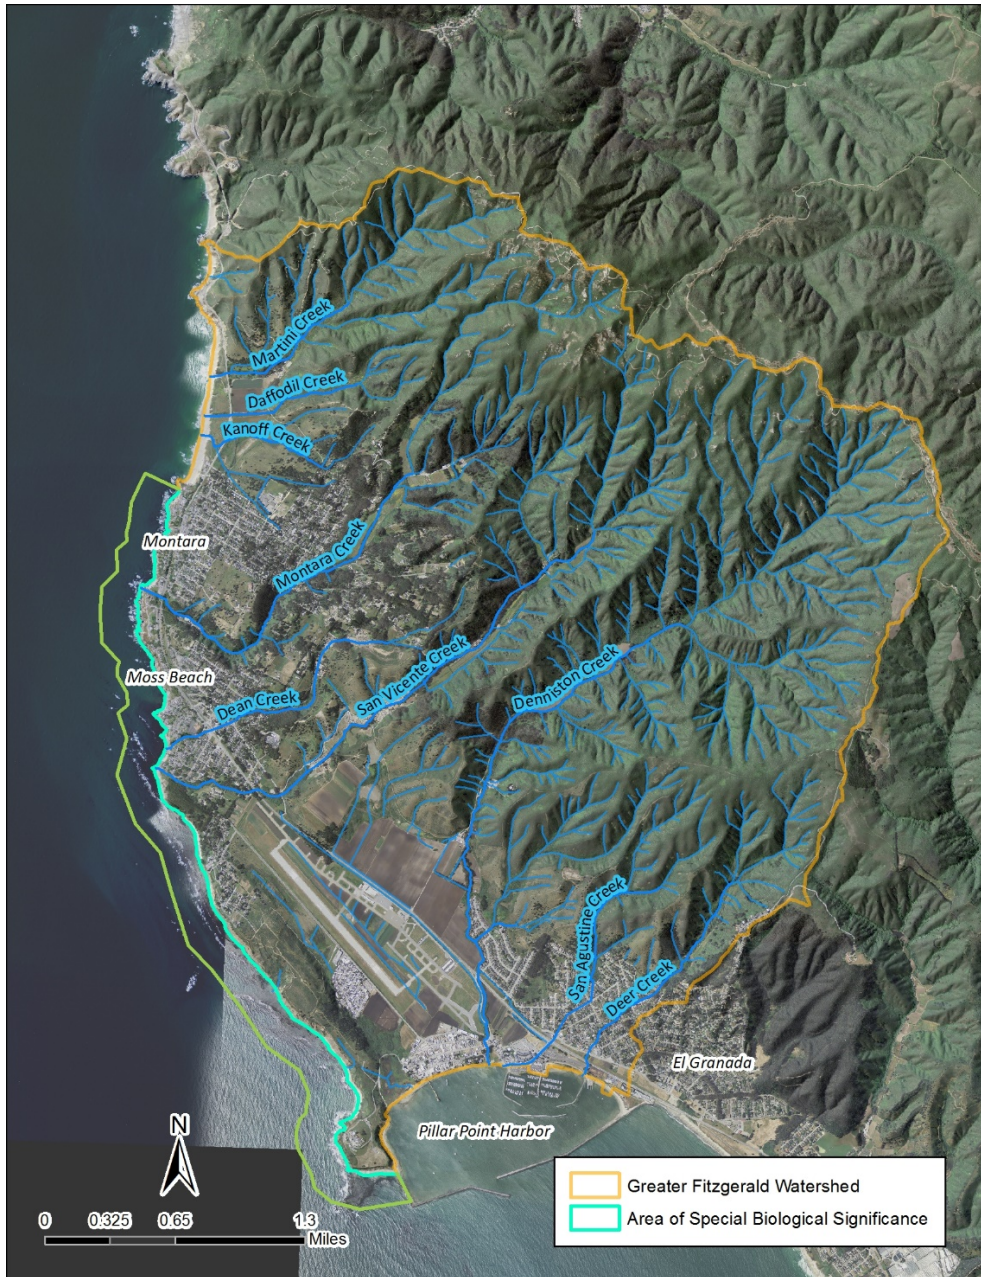 Martini Creek
Daffodil Creek
Kanoff Creek
Montara
Montara Creek
Moss Beach
Dean Creek
San Vicente Creek
Denniston Creek
San Agustine Creek
Deer Creek
El Granada
Pillar Point Harbor
N
0 0.325 0.65 1.3
Miles
Greater Fitzgerald Watershed
Area of Special Biological Significance